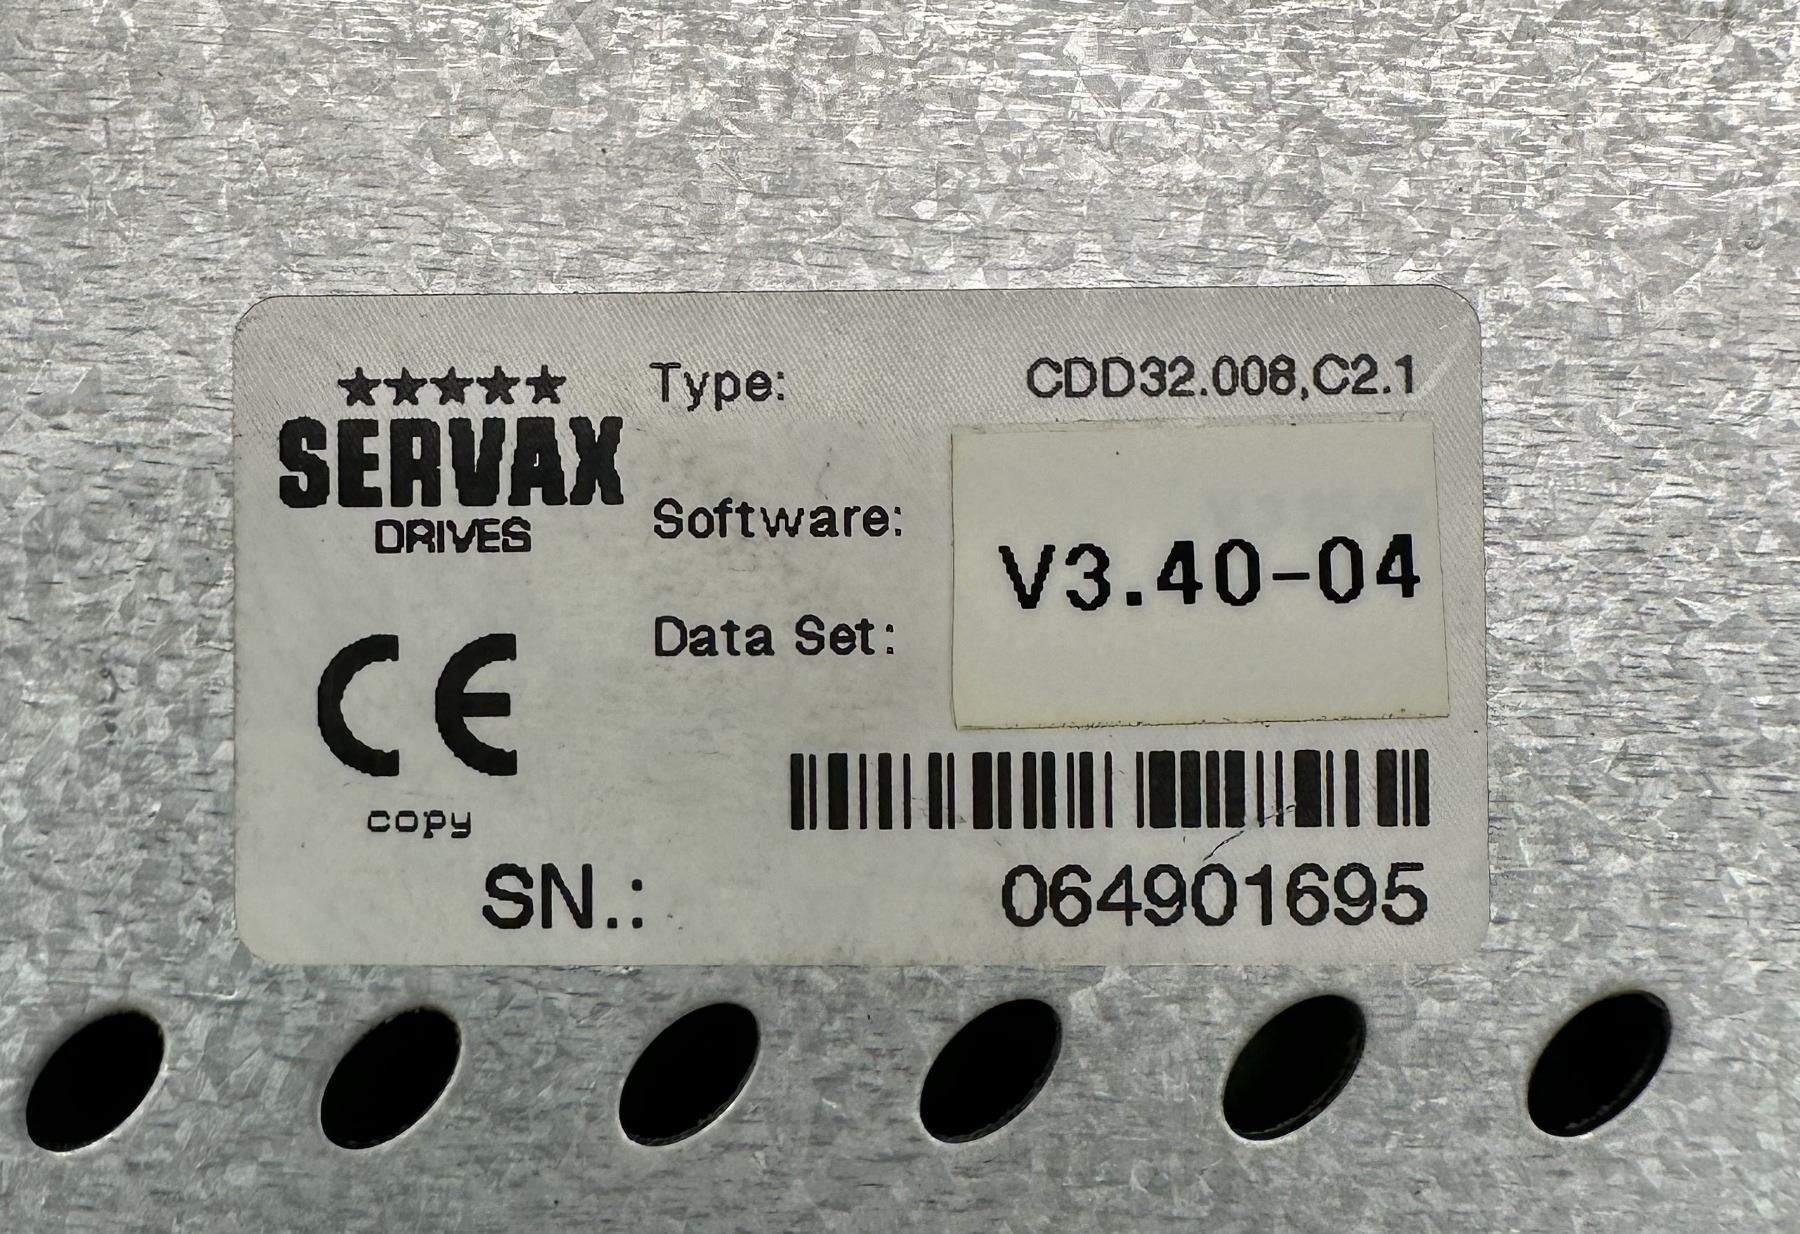 Type: CDD32.008,C2.1
★★★★★
SERVAX
DRIVES
Software: V3.40-04
Data Set:
CE
copy
SN.: 064901695